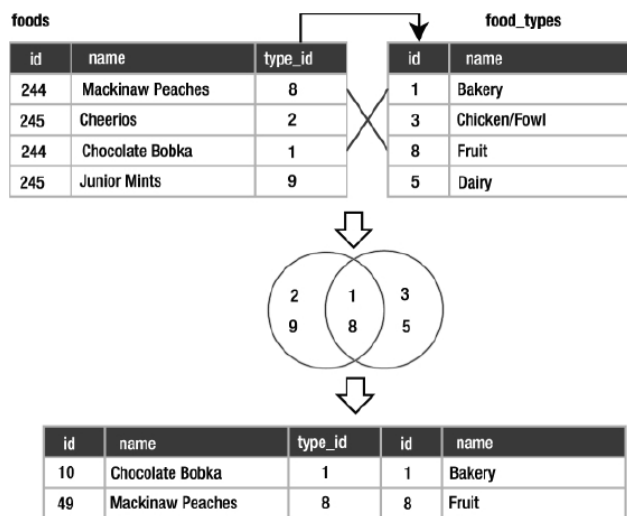 foods food_types
id name type_id id name
244 Mackinaw Peaches 8 1 Bakery
245 Cheerios 2 3 Chicken/Fowl
244 Chocolate Bobka 1 8 Fruit
245 Junior Mints 9 5 Dairy
2 1 3
9 8 5
id name type_id id name
10 Chocolate Bobka 1 1 Bakery
49 Mackinaw Peaches 8 8 Fruit